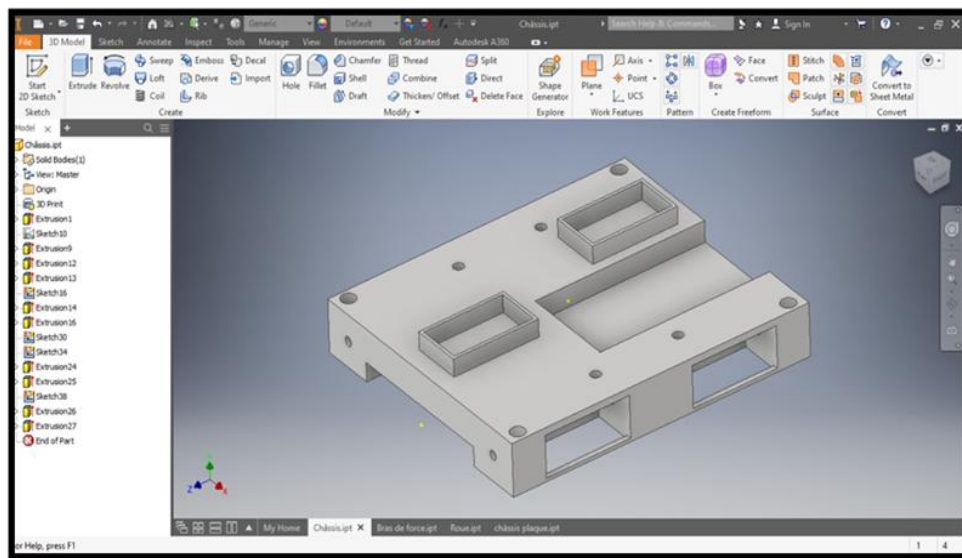 Generic Default Châssis.ipt Search Help & Commands... Sign In
File 3D Model Sketch Annotate Inspect Tools Manage View Environments Get Started Autodesk A360
Start 2D Sketch
Extrude Revolve
Sweep Emboss Decal
Loft Derive Import
Coil Rib
Hole Fillet
Chamfer Thread Split
Shell Combine Direct
Draft Thicken/ Offset Delete Face
Shape Generator
Plane
Axis
Point
UCS
Box
Face
Convert
Stitch
Patch
Sculpt
Convert to Sheet Metal
Sketch Create Modify Explore Work Features Pattern Create Freeform Surface Convert
Model
Châssis.ipt
Solid Bodies(1)
View: Master
Origin
3D Print
Extrusion1
Sketch10
Extrusion9
Extrusion12
Extrusion13
Sketch16
Extrusion14
Extrusion16
Sketch30
Sketch34
Extrusion24
Extrusion25
Sketch38
Extrusion26
Extrusion27
End of Part
Z X
My Home Châssis.ipt Bras de force.ipt Roue.ipt châssis plaque.ipt
or Help, press F1 1 4